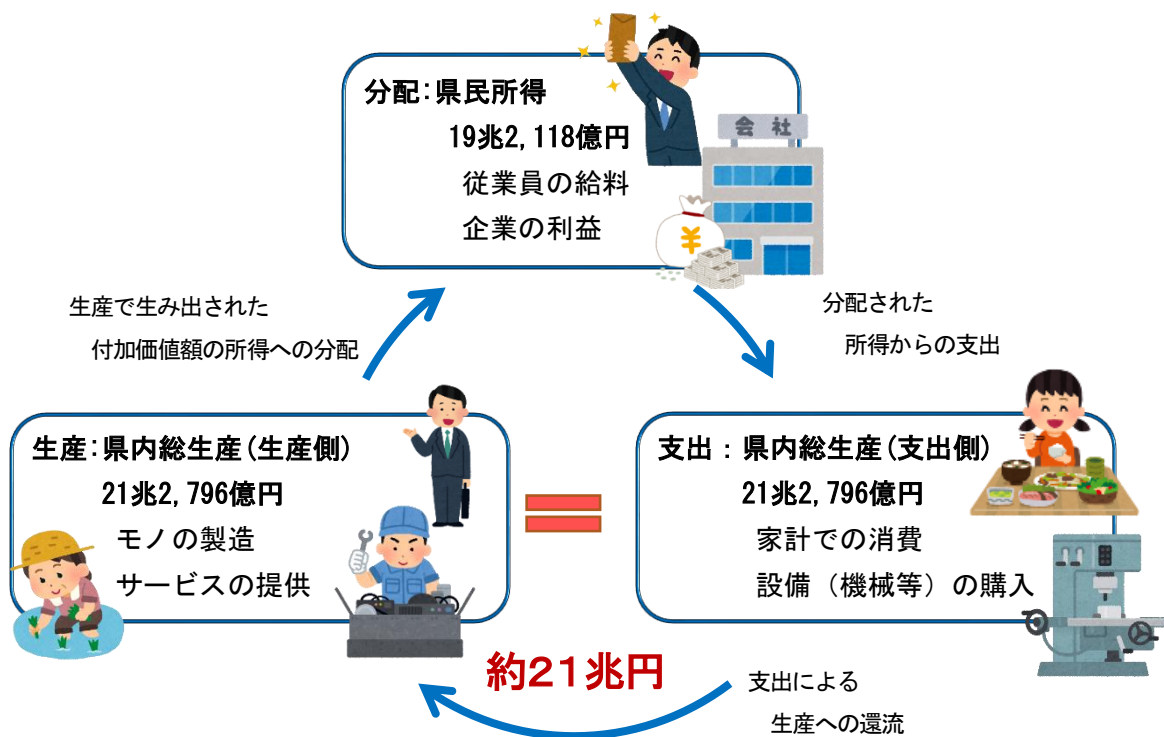 分配：県民所得
19兆2,118億円
従業員の給料
企業の利益
会社
¥
生産で生み出された
付加価値額の所得への分配
分配された
所得からの支出
生産：県内総生産(生産側)
21兆2,796億円
モノの製造
サービスの提供
支出：県内総生産(支出側)
21兆2,796億円
家計での消費
設備（機械等）の購入
約21兆円
支出による
生産への還流